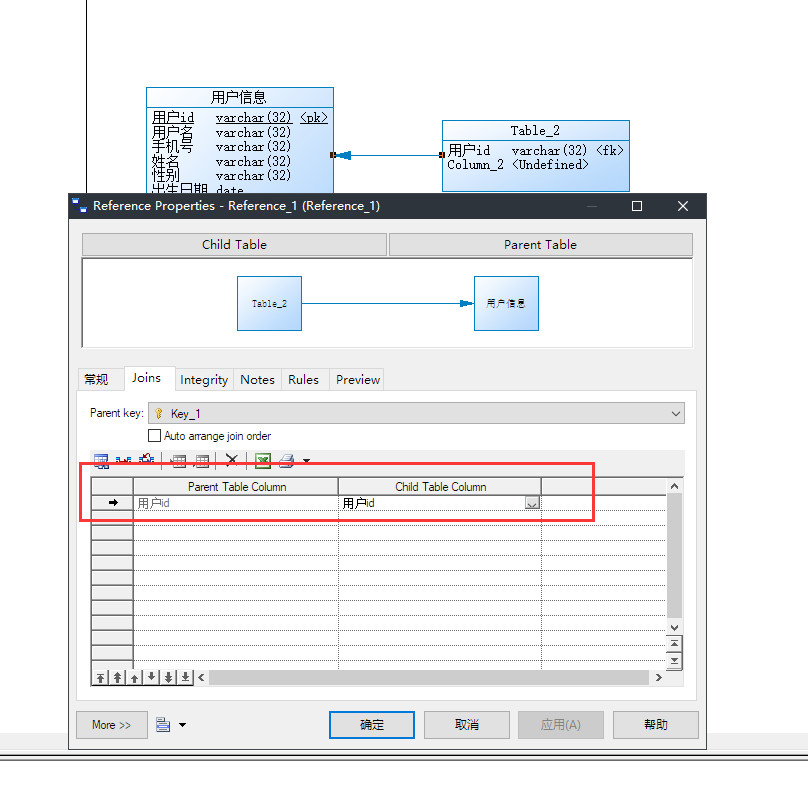 用户信息
用户id varchar(32) <pk>
用户名 varchar(32)
手机号 varchar(32)
姓名 varchar(32)
性别 varchar(32)
出生日期 date
Table_2
用户id varchar(32) <fk>
Column_2 <Undefined>
Reference Properties - Reference_1 (Reference_1)
Child Table Parent Table
Table_2 用户信息
常规 Joins Integrity Notes Rules Preview
Parent key: Key_1
Auto arrange join order
Parent Table Column Child Table Column
用户id 用户id
More >> 确定 取消 应用(A) 帮助